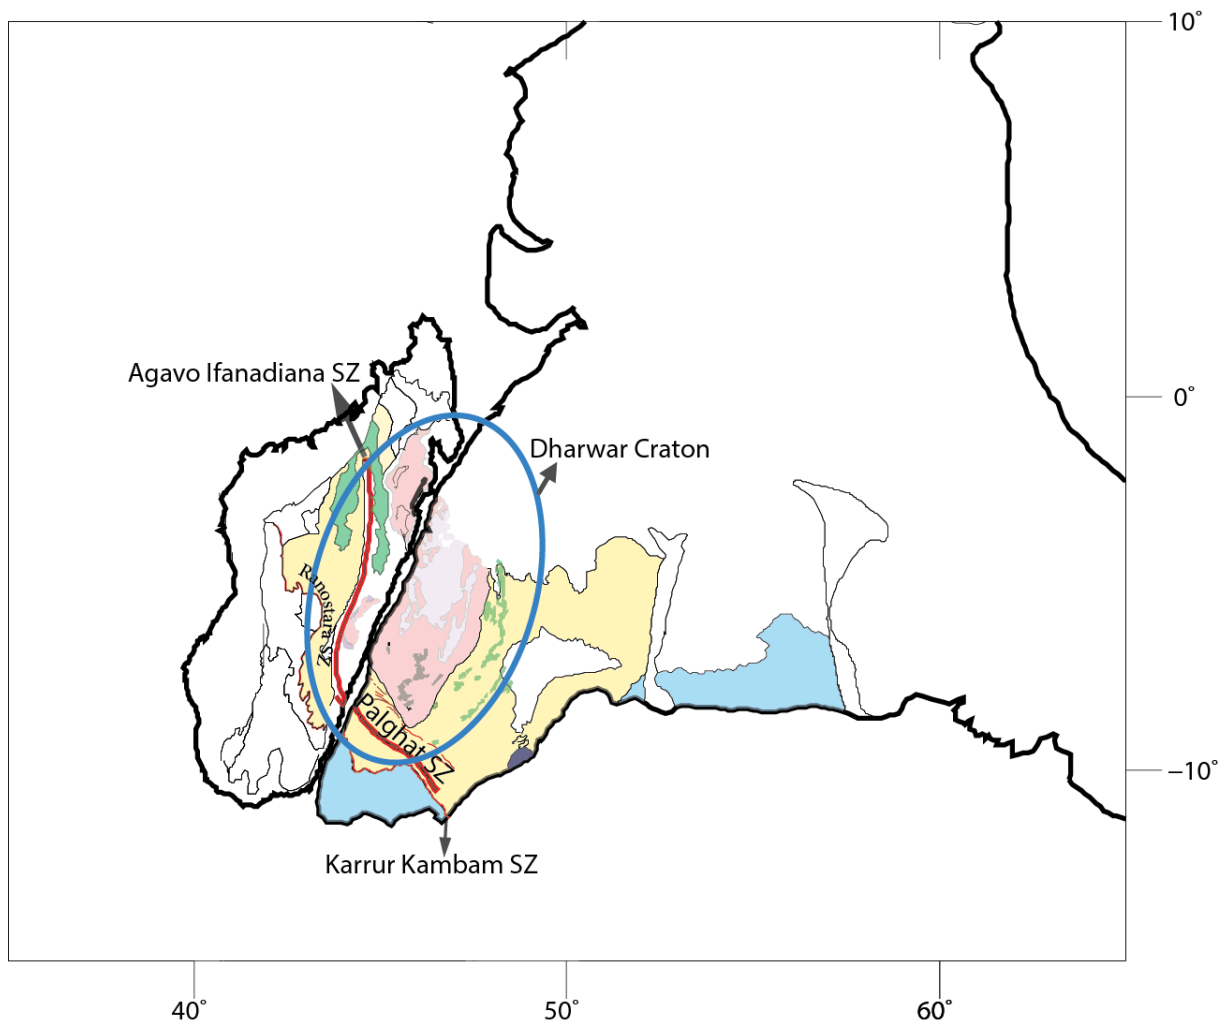 10°
Agavo Ifanadiana SZ
0°
Dharwar Craton
Ranostara SZ
Palghat SZ
−10°
Karrur Kambam SZ
40° 50° 60°